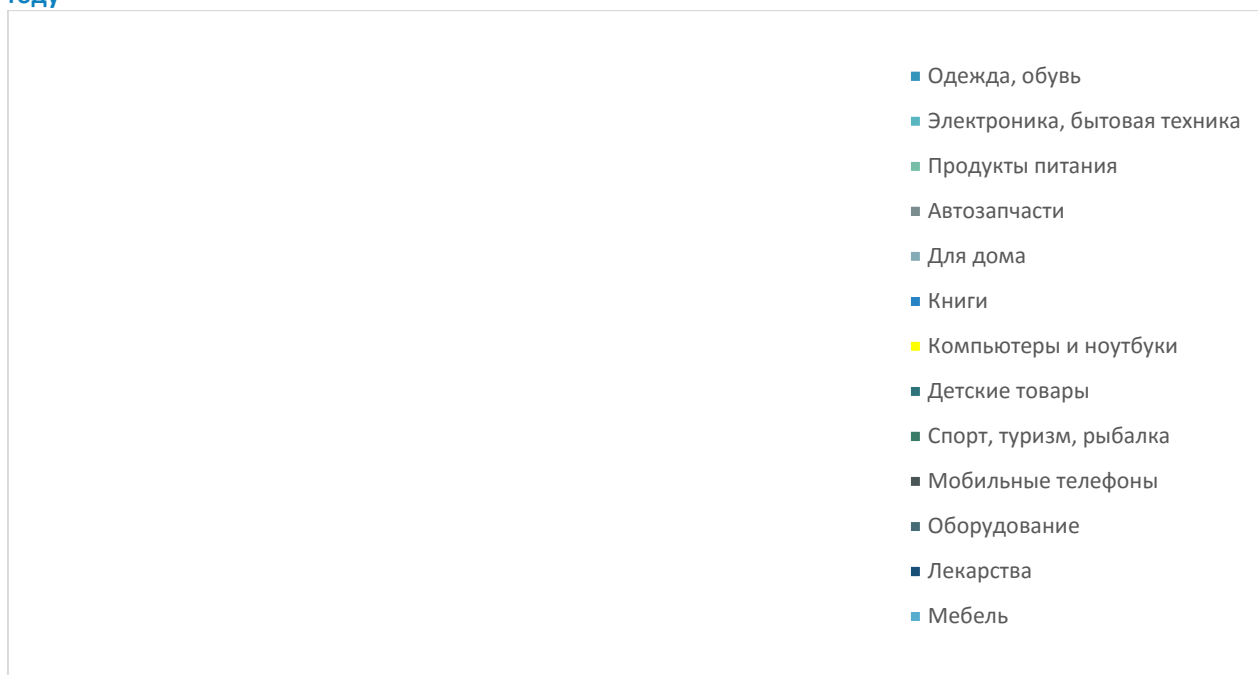 году
Одежда, обувь
Электроника, бытовая техника
Продукты питания
Автозапчасти
Для дома
Книги
Компьютеры и ноутбуки
Детские товары
Спорт, туризм, рыбалка
Мобильные телефоны
Оборудование
Лекарства
Мебель